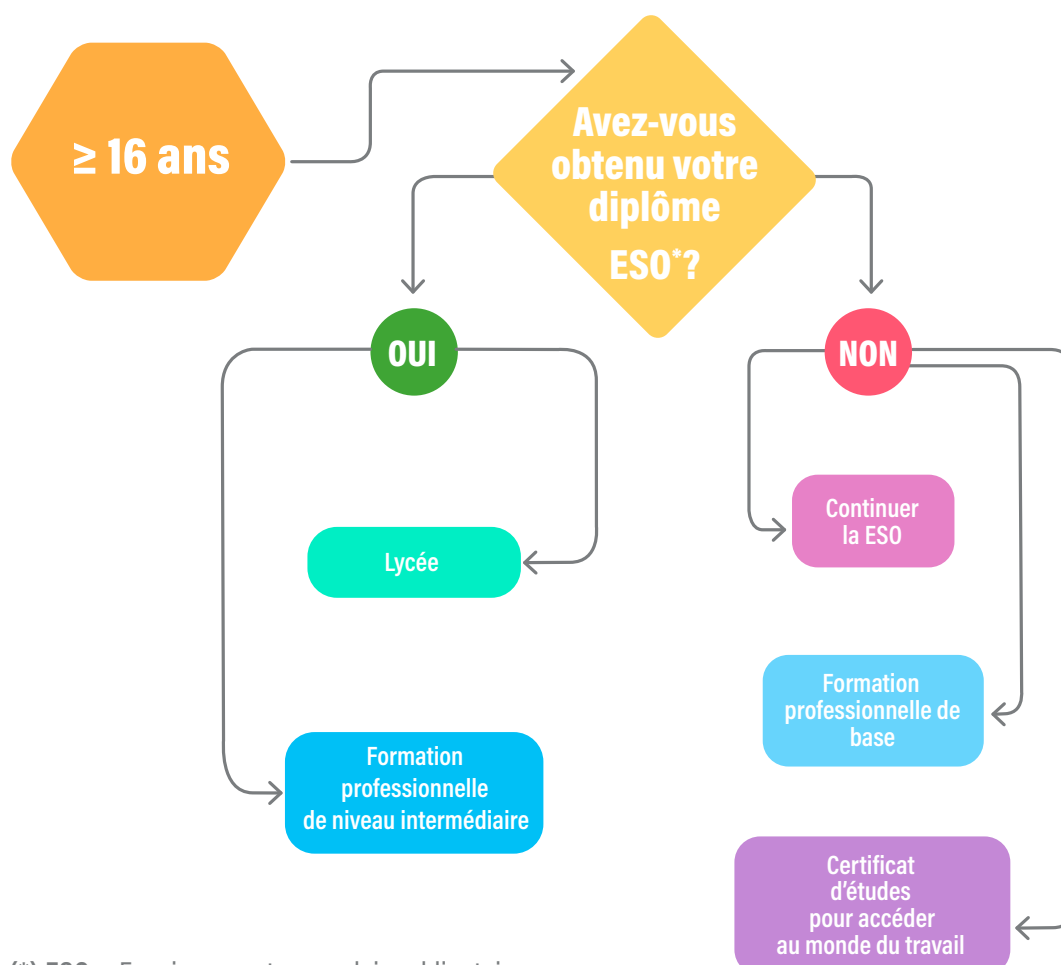 ≥ 16 ans
Avez-vous
obtenu votre
diplôme
ESO*?
OUI
NON
Continuer
la ESO
Lycée
Formation
professionnelle de
base
Formation
professionnelle
de niveau intermédiaire
Certificat
d'études
pour accéder
au monde du travail